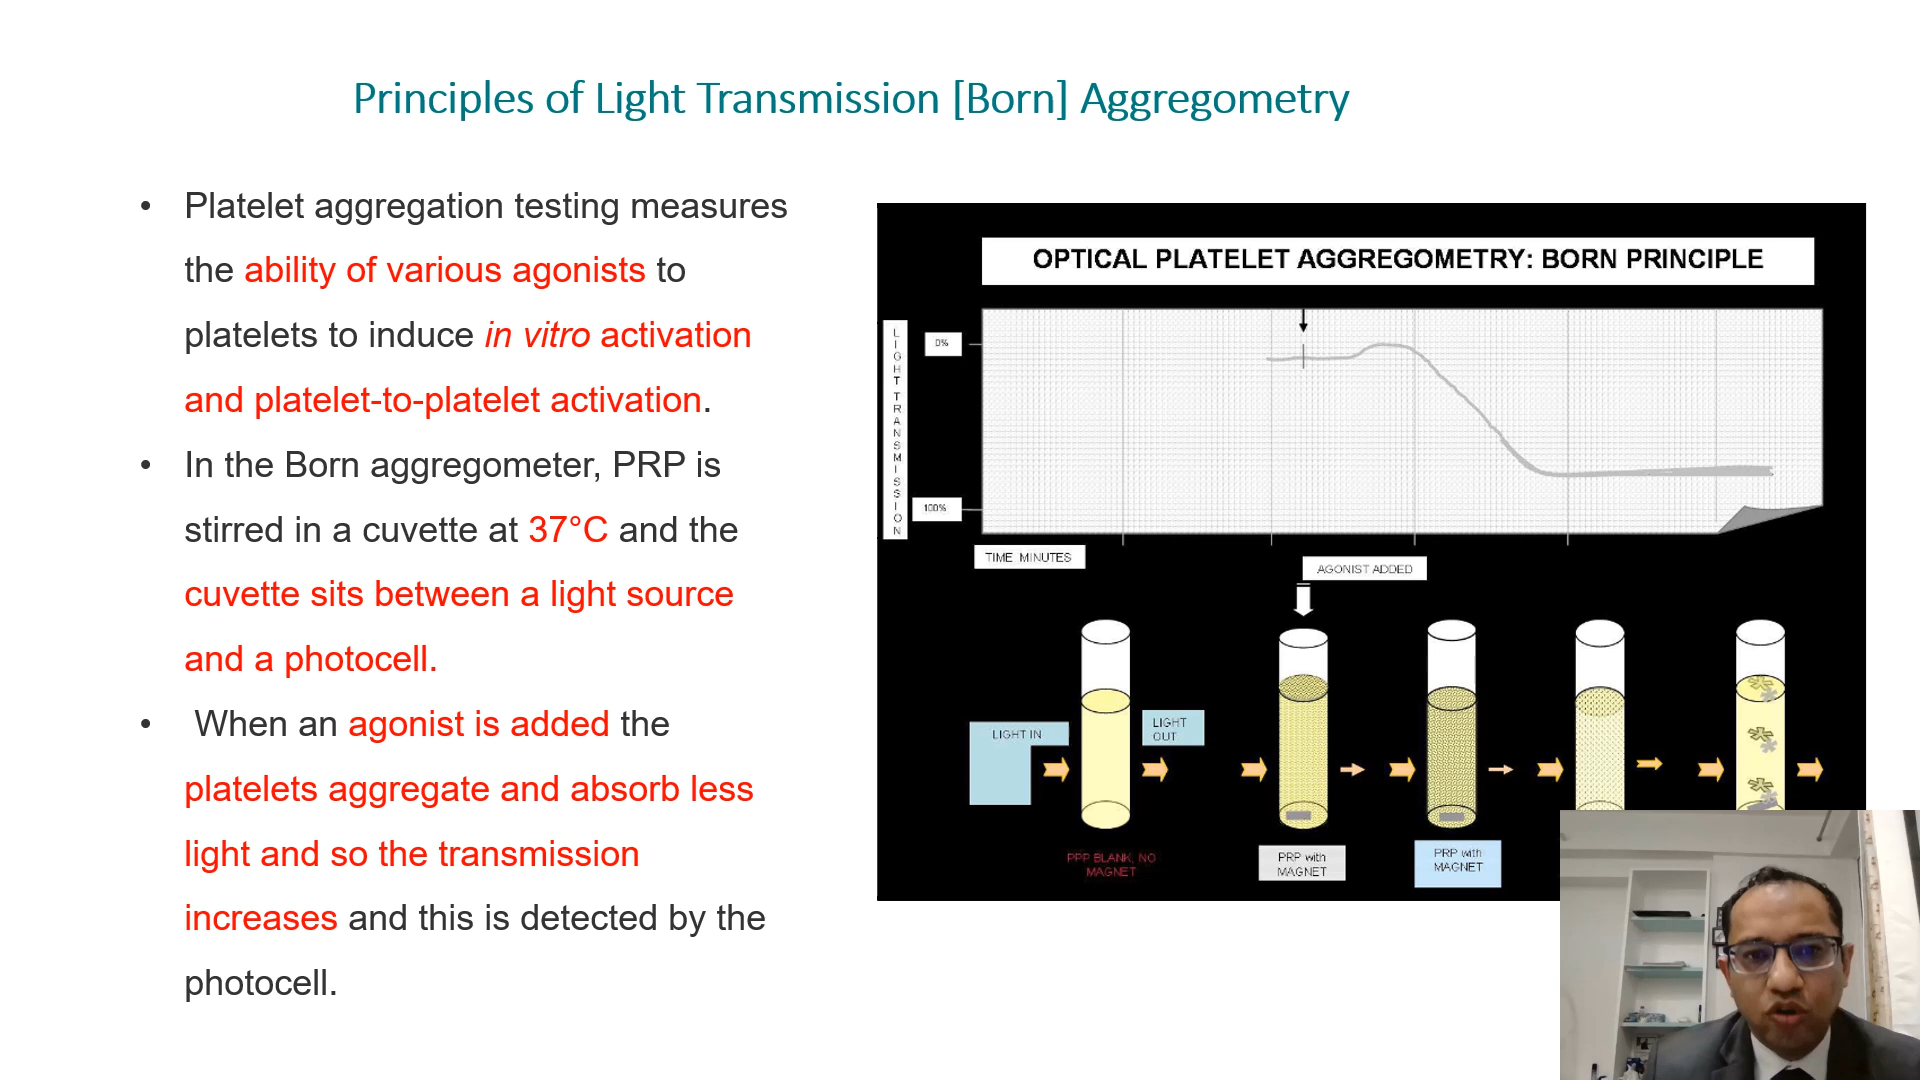 Principles of Light Transmission [Born] Aggregometry
• Platelet aggregation testing measures
the ability of various agonists to
platelets to induce in vitro activation
and platelet-to-platelet activation.
• In the Born aggregometer, PRP is
stirred in a cuvette at 37°C and the
cuvette sits between a light source
and a photocell.
• When an agonist is added the
platelets aggregate and absorb less
light and so the transmission
increases and this is detected by the
photocell.
OPTICAL PLATELET AGGREGOMETRY: BORN PRINCIPLE
LIGHT TRANSMISSION
0%
100%
TIME MINUTES
AGONIST ADDED
LIGHT IN
LIGHT
OUT
PPP BLANK, NO
MAGNET
PRP with
MAGNET
PRP with
MAGNET